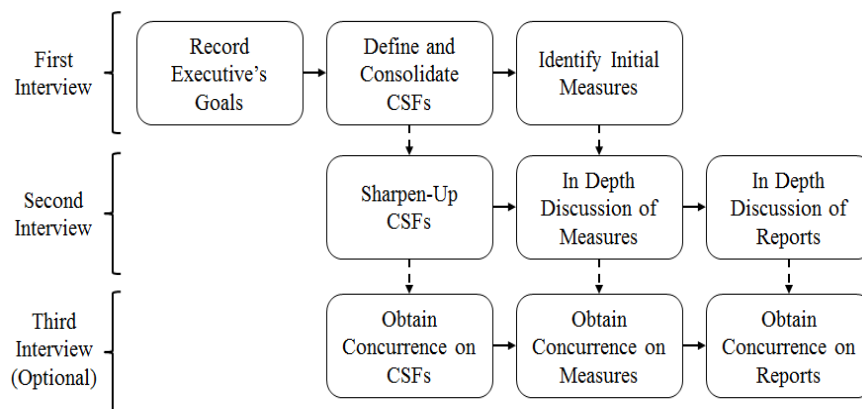 First
Interview
Record
Executive's
Goals
Define and
Consolidate
CSFs
Identify Initial
Measures
Second
Interview
Sharpen-Up
CSFs
In Depth
Discussion of
Measures
In Depth
Discussion of
Reports
Third
Interview
(Optional)
Obtain
Concurrence on
CSFs
Obtain
Concurrence on
Measures
Obtain
Concurrence on
Reports